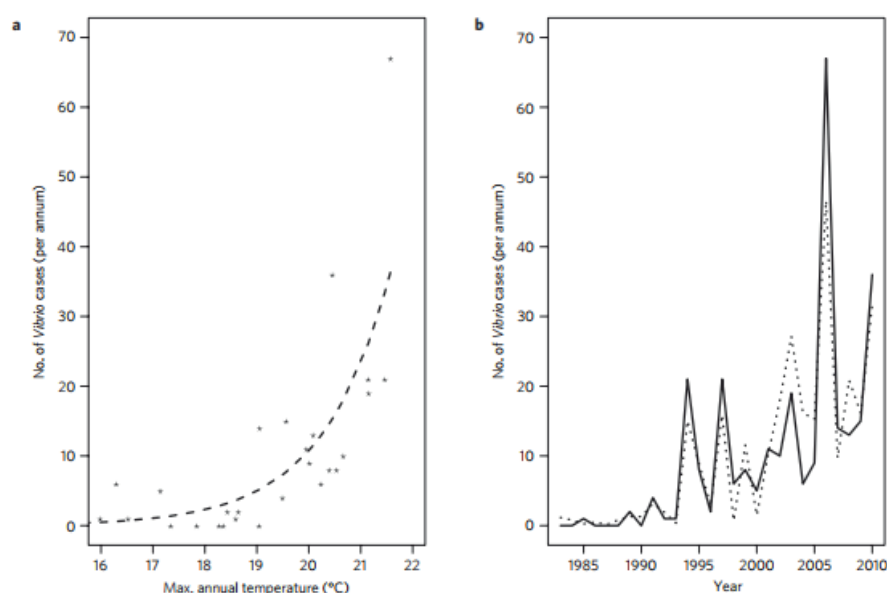 a
70
60
50
40
30
20
10
0
No. of Vibrio cases (per annum)
16 17 18 19 20 21 22
Max. annual temperature (°C)
b
70
60
50
40
30
20
10
0
No. of Vibrio cases (per annum)
1985 1990 1995 2000 2005 2010
Year